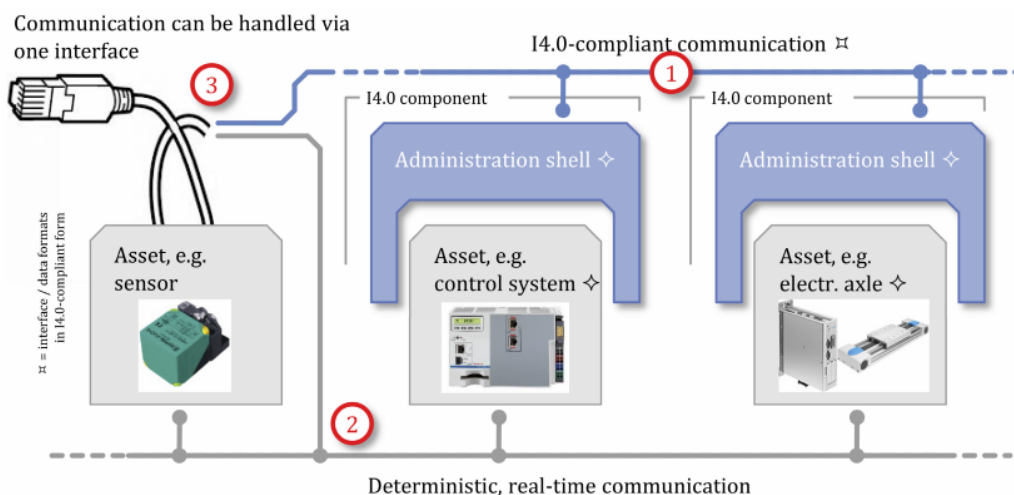 Communication can be handled via
one interface
I4.0-compliant communication ¤
1
3
I4.0 component
I4.0 component
Administration shell ✧
Administration shell ✧
¤ = interface / data formats
in I4.0-compliant form
Asset, e.g.
sensor
Asset, e.g.
control system ✧
Asset, e.g.
electr. axle ✧
2
Deterministic, real-time communication